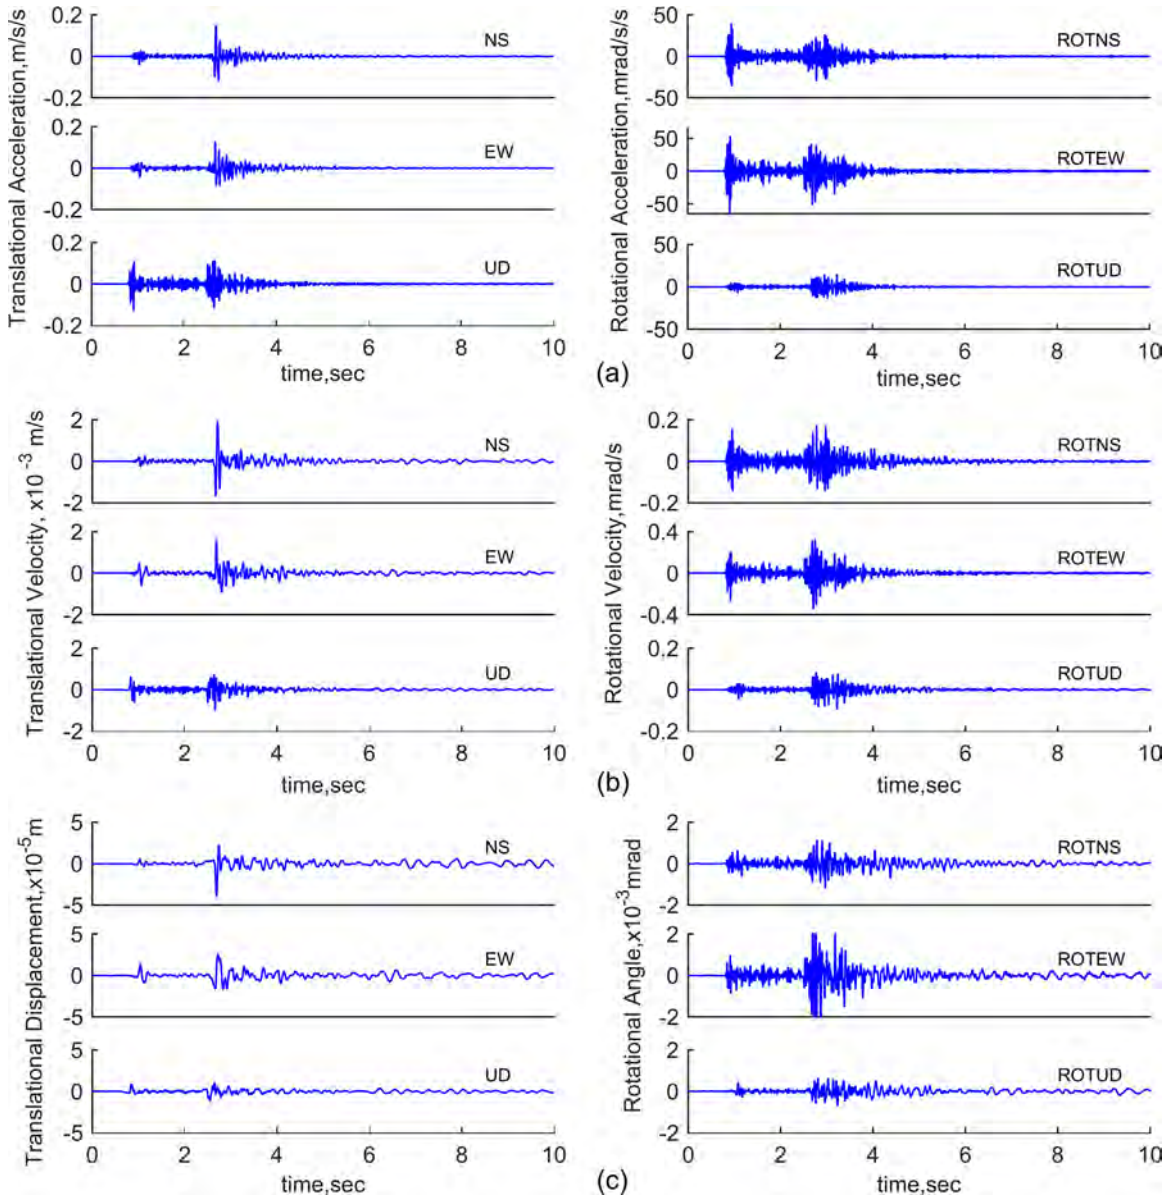 Translational Acceleration,m/s/s
0.2
0
-0.2
NS
0.2
0
-0.2
EW
0.2
0
-0.2
UD
0 2 4 6 8 10
time,sec
Rotational Acceleration,mrad/s/s
50
0
-50
ROTNS
50
0
-50
ROTEW
50
0
-50
ROTUD
0 2 4 6 8 10
time,sec
(a)
Translational Velocity, x10 -3 m/s
2
0
-2
NS
2
0
-2
EW
2
0
-2
UD
0 2 4 6 8 10
time,sec
Rotational Velocity,mrad/s
0.2
0
-0.2
ROTNS
0.4
0
-0.4
ROTEW
0.2
0
-0.2
ROTUD
0 2 4 6 8 10
time,sec
(b)
Translational Displacement,x10-5m
5
0
-5
NS
5
0
-5
EW
5
0
-5
UD
0 2 4 6 8 10
time,sec
Rotational Angle,x10-3mrad
2
0
-2
ROTNS
2
0
-2
ROTEW
2
0
-2
ROTUD
0 2 4 6 8 10
time,sec
(c)